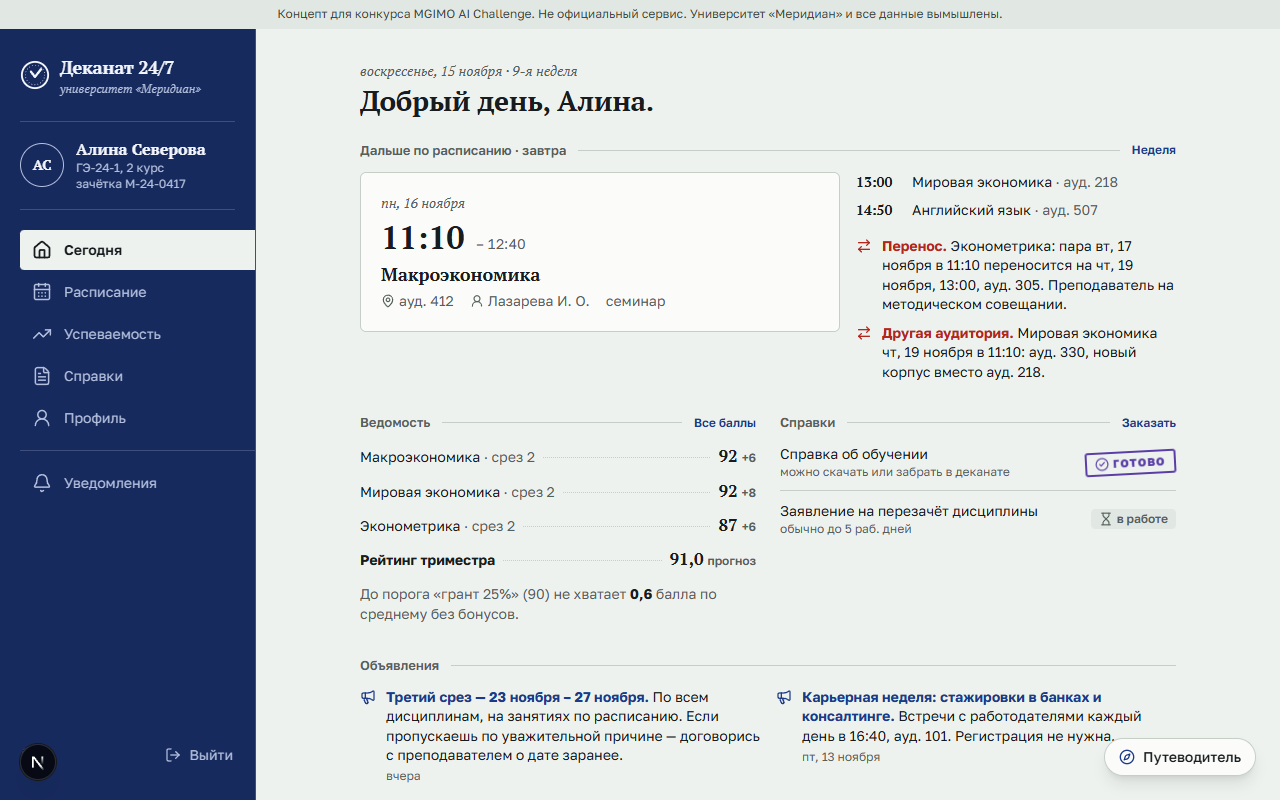 Концепт для конкурса MGIMO AI Challenge. Не официальный сервис. Университет «Меридиан» и все данные вымышлены.
Деканат 24/7
университет «Меридиан»
АС
Алина Северова
ГЭ-24-1, 2 курс
зачётка М-24-0417
Сегодня
Расписание
Успеваемость
Справки
Профиль
Уведомления
N
Выйти
воскресенье, 15 ноября · 9-я неделя
Добрый день, Алина.
Дальше по расписанию · завтра
Неделя
пн, 16 ноября
11:10 – 12:40
Макроэкономика
ауд. 412 Лазарева И. О. семинар
13:00 Мировая экономика · ауд. 218
14:50 Английский язык · ауд. 507
Перенос. Эконометрика: пара вт, 17
ноября в 11:10 переносится на чт, 19
ноября, 13:00, ауд. 305. Преподаватель на
методическом совещании.
Другая аудитория. Мировая экономика
чт, 19 ноября в 11:10: ауд. 330, новый
корпус вместо ауд. 218.
Ведомость
Все баллы
Макроэкономика · срез 2 92 +6
Мировая экономика · срез 2 92 +8
Эконометрика · срез 2 87 +6
Рейтинг триместра 91,0 прогноз
До порога «грант 25%» (90) не хватает 0,6 балла по
среднему без бонусов.
Справки
Заказать
Справка об обучении
можно скачать или забрать в деканате
ГОТОВО
Заявление на перезачёт дисциплины
обычно до 5 раб. дней
в работе
Объявления
Третий срез — 23 ноября – 27 ноября. По всем
дисциплинам, на занятиях по расписанию. Если
пропускаешь по уважительной причине — договорись
с преподавателем о дате заранее.
вчера
Карьерная неделя: стажировки в банках и
консалтинге. Встречи с работодателями каждый
день в 16:40, ауд. 101. Регистрация не нужна.
пт, 13 ноября
Путеводитель